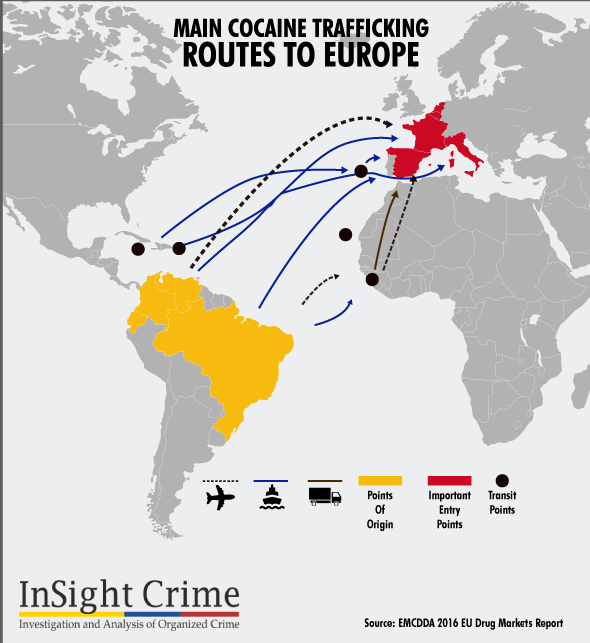 MAIN COCAINE TRAFFICKING
ROUTES TO EUROPE
Points
Of
Origin
Important
Entry
Points
Transit
Points
InSight Crime
Investigation and Analysis of Organized Crime
Source: EMCDDA 2016 EU Drug Markets Report